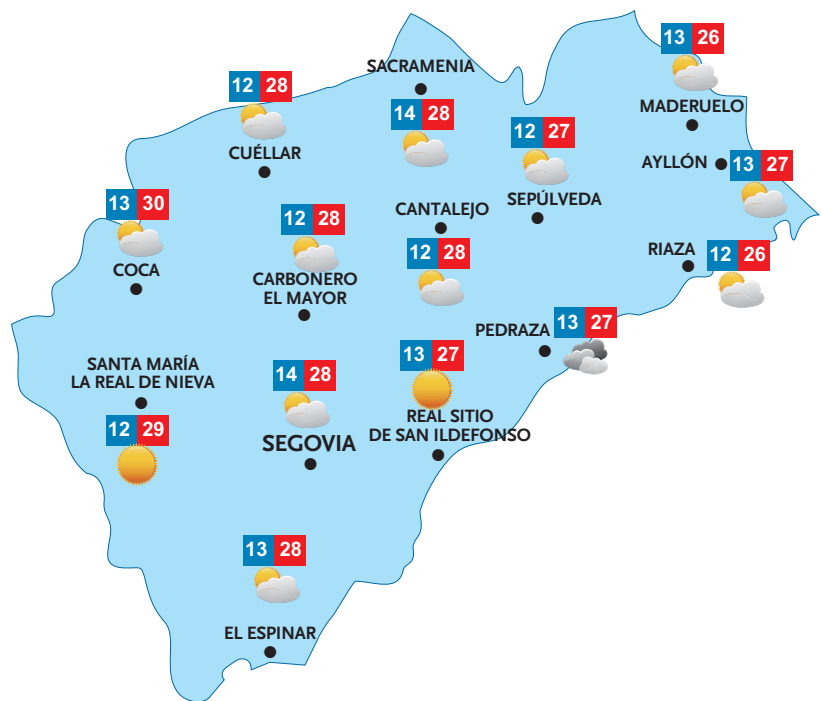 13 26
MADERUELO
SACRAMENIA
14 28
12 28
CUÉLLAR
12 27
SEPÚLVEDA
AYLLÓN
13 27
13 30
COCA
12 28
CARBONERO
EL MAYOR
CANTALEJO
12 28
RIAZA
12 26
PEDRAZA
13 27
SANTA MARÍA
LA REAL DE NIEVA
12 29
14 28
SEGOVIA
13 27
REAL SITIO
DE SAN ILDEFONSO
13 28
EL ESPINAR